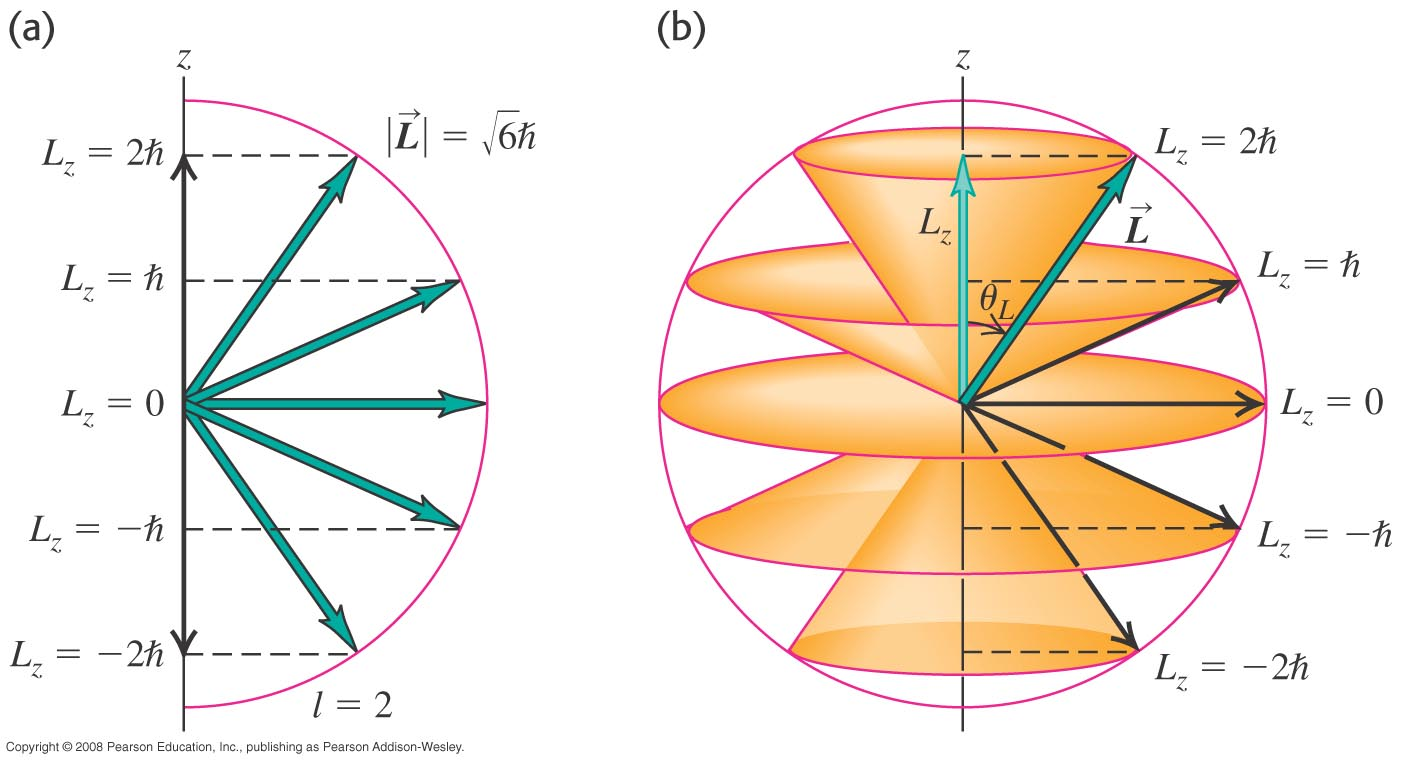 (a)
z
|L⃗| = √6ħ
L_z = 2ħ
L_z = ħ
L_z = 0
L_z = −ħ
L_z = −2ħ
l = 2
(b)
z
L_z = 2ħ
L_z
L⃗
L_z = ħ
θ_L
L_z = 0
L_z = −ħ
L_z = −2ħ
Copyright © 2008 Pearson Education, Inc., publishing as Pearson Addison-Wesley.